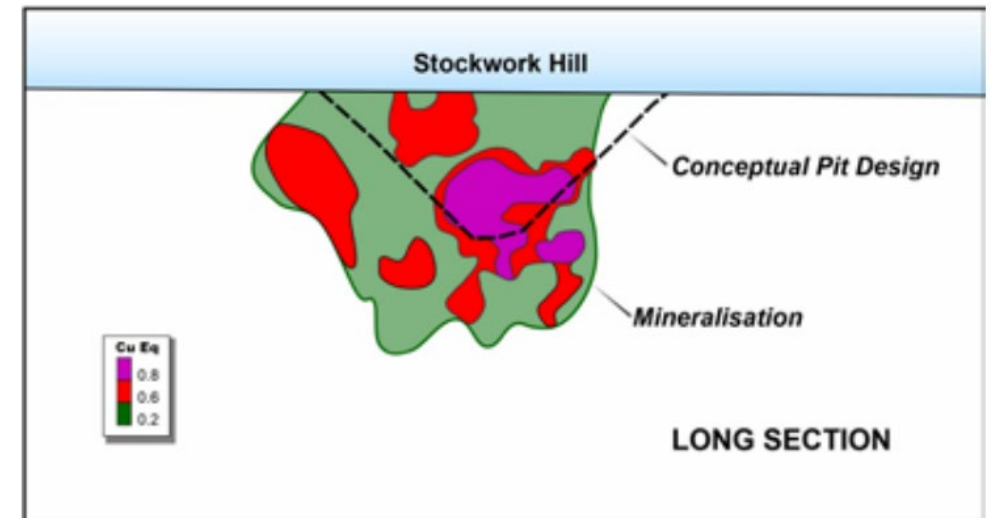 Stockwork Hill
Conceptual Pit Design
Mineralisation
Cu Eq
0.8
0.6
0.2
LONG SECTION